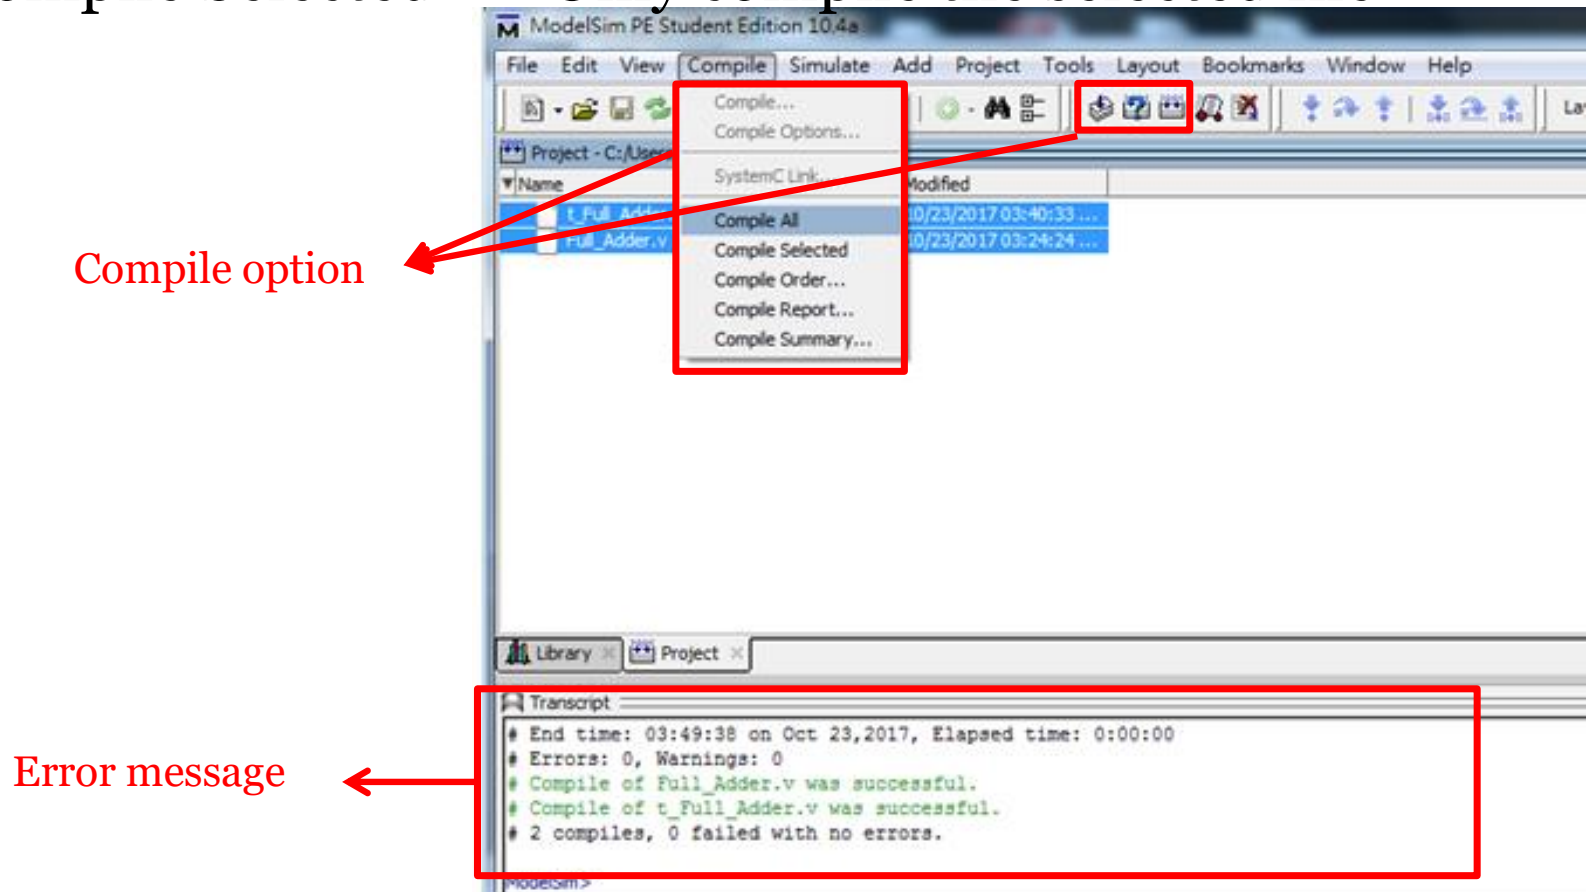 ModelSim PE Student Edition 10.4a
File Edit View Compile Simulate Add Project Tools Layout Bookmarks Window Help
Compile...
Compile Options...
SystemC Link...
Compile All
Compile Selected
Compile Order...
Compile Report...
Compile Summary...
Project - C:/Users
Name
Modified
t_Full_Adder.
10/23/2017 03:40:33 ...
Full_Adder.v
10/23/2017 03:24:24 ...
Compile option
Library
Project
Transcript
# End time: 03:49:38 on Oct 23,2017, Elapsed time: 0:00:00
# Errors: 0, Warnings: 0
# Compile of Full_Adder.v was successful.
# Compile of t_Full_Adder.v was successful.
# 2 compiles, 0 failed with no errors.
ModelSim>
Error message